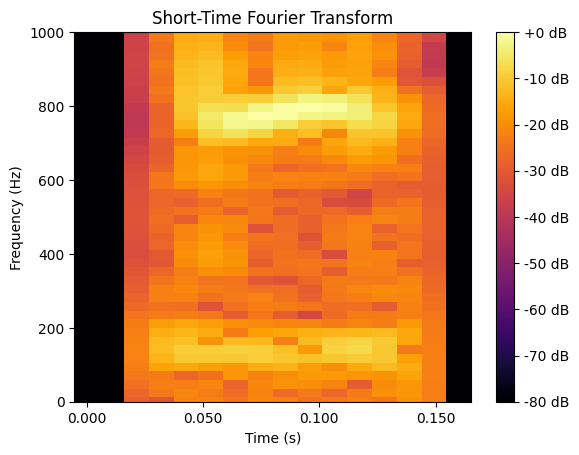 Short-Time Fourier Transform
1000
800
600
400
200
0
Frequency (Hz)
0.000
0.050
0.100
0.150
Time (s)
+0 dB
-10 dB
-20 dB
-30 dB
-40 dB
-50 dB
-60 dB
-70 dB
-80 dB